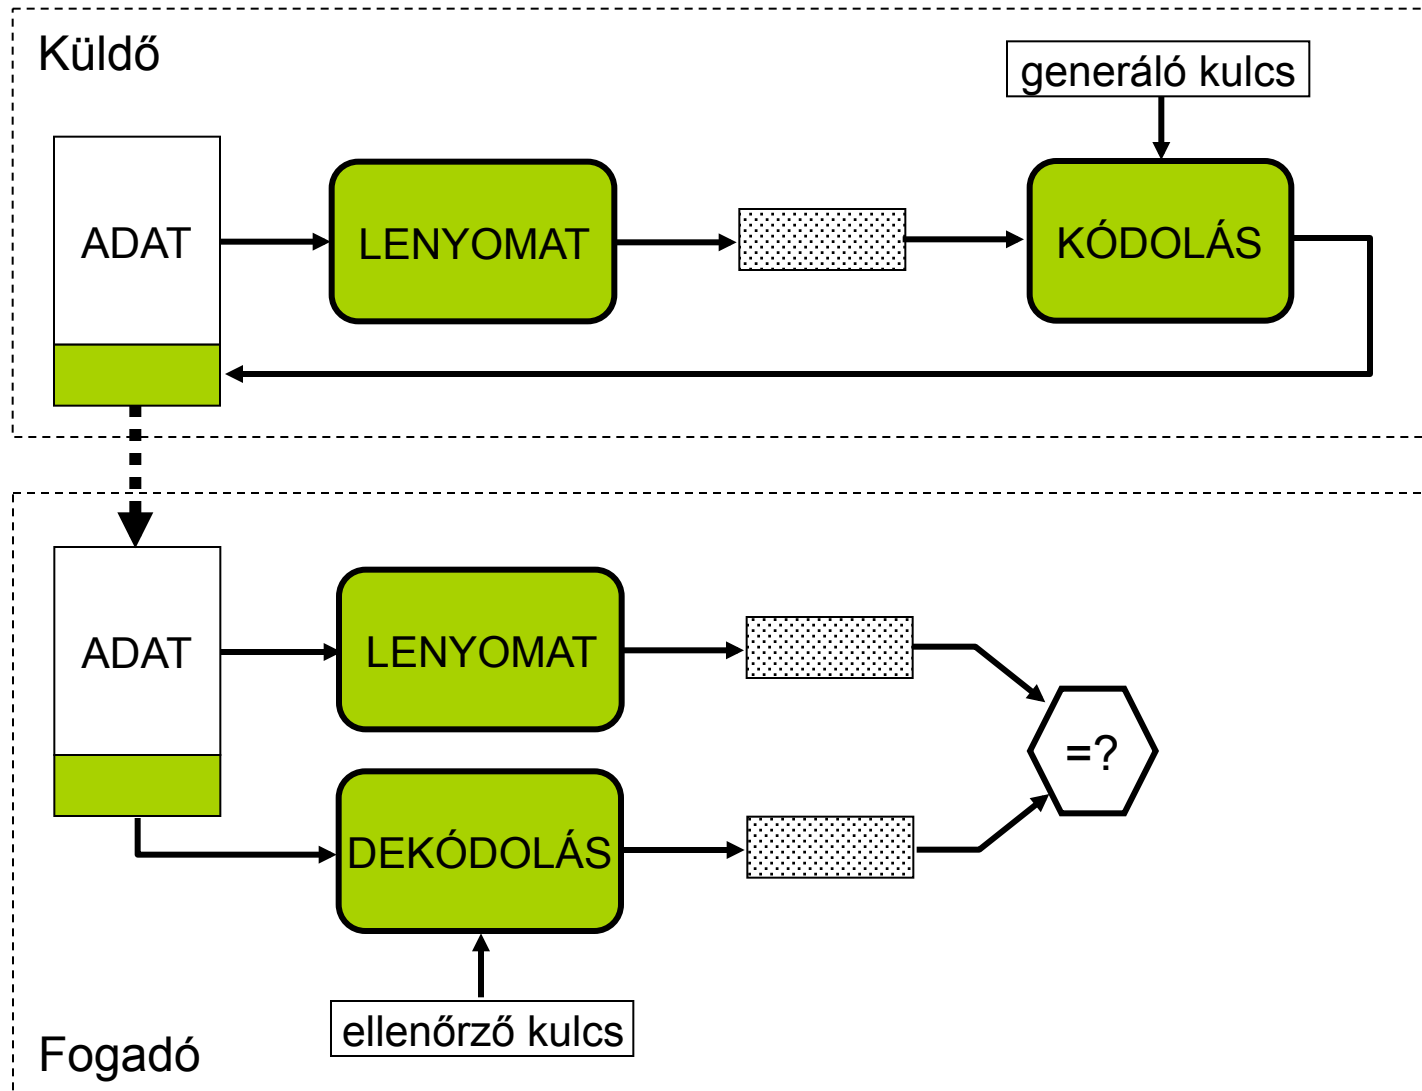 Küldő
generáló kulcs
ADAT
LENYOMAT
KÓDOLÁS
ADAT
LENYOMAT
=?
DEKÓDOLÁS
ellenőrző kulcs
Fogadó